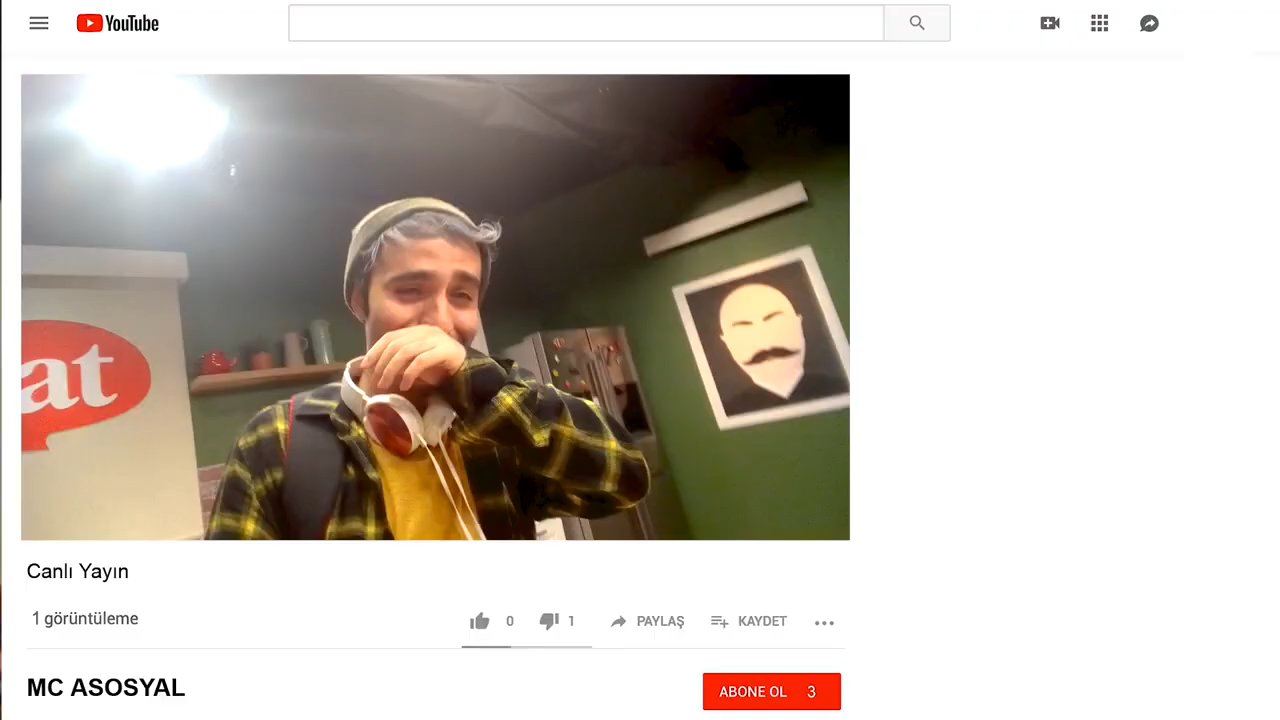 YouTube
at
Canlı Yayın
1 görüntüleme
0
1
PAYLAŞ
KAYDET
MC ASOSYAL
ABONE OL 3